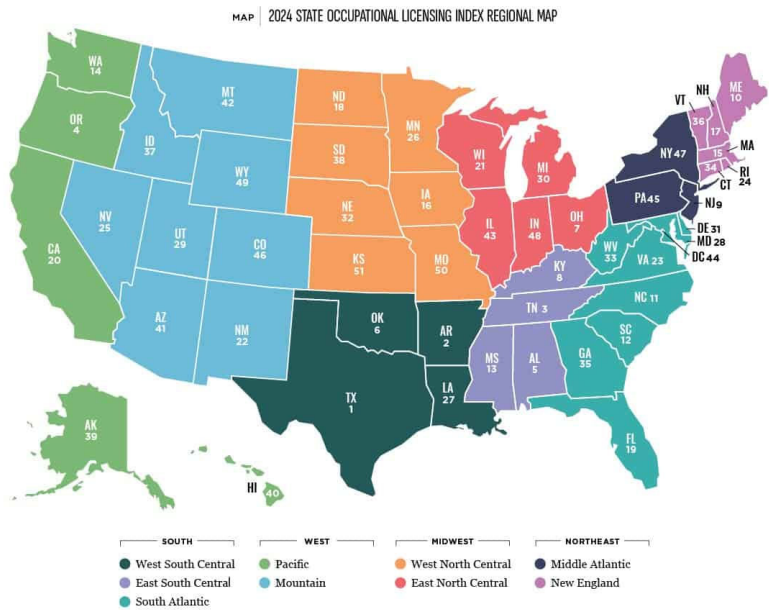 MAP | 2024 STATE OCCUPATIONAL LICENSING INDEX REGIONAL MAP
WA
14
OR
4
CA
20
AK
39
HI
40
MT
42
ID
37
WY
49
NV
25
UT
29
CO
46
AZ
41
NM
22
ND
18
SD
38
NE
32
KS
51
MN
26
IA
16
MO
50
WI
21
MI
30
IL
43
IN
48
OH
7
OK
6
AR
2
TX
1
LA
27
KY
8
TN 3
MS
13
AL
5
WV
33
VA 23
NC 11
SC
12
GA
35
FL
19
DE 31
MD 28
DC 44
NY 47
PA 45
NJ 9
VT
36
NH
17
ME
10
MA
15
RI
24
CT
34
SOUTH
West South Central
East South Central
South Atlantic
WEST
Pacific
Mountain
MIDWEST
West North Central
East North Central
NORTHEAST
Middle Atlantic
New England